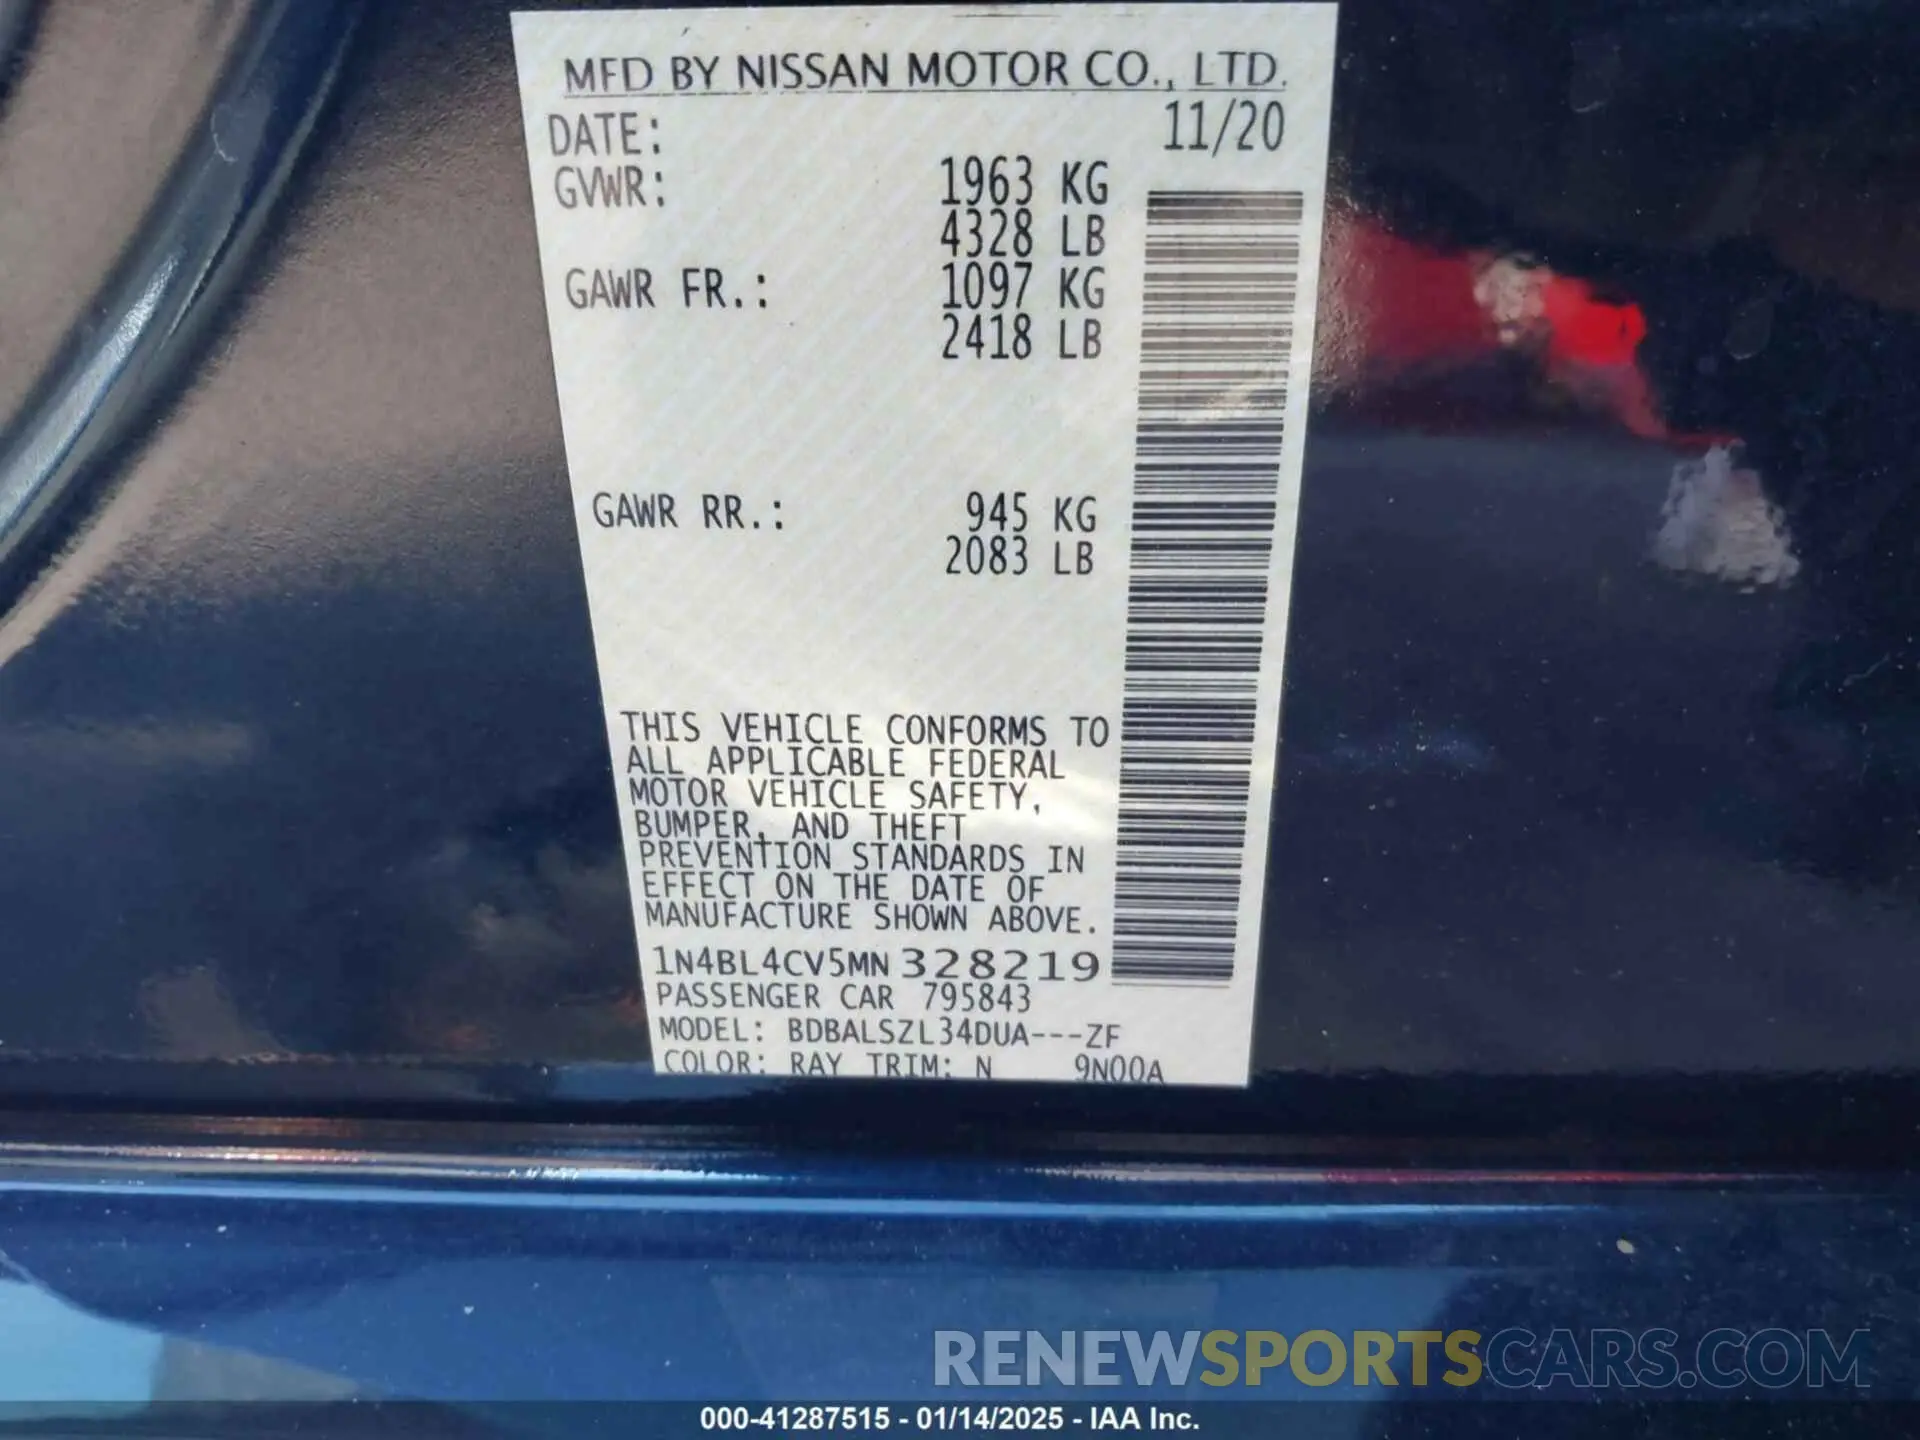 MFD BY NISSAN MOTOR CO., LTD.
DATE: 11/20
GVWR: 1963 KG
4328 LB
GAWR FR.: 1097 KG
2418 LB
GAWR RR.: 945 KG
2083 LB
THIS VEHICLE CONFORMS TO
ALL APPLICABLE FEDERAL
MOTOR VEHICLE SAFETY,
BUMPER, AND THEFT
PREVENTION STANDARDS IN
EFFECT ON THE DATE OF
MANUFACTURE SHOWN ABOVE.
1N4BL4CV5MN328219
PASSENGER CAR 795843
MODEL: BDBALSZL34DUA---ZF
COLOR: RAY TRIM: N 9N00A
RENEWSPORTSCARS.COM
000-41287515 - 01/14/2025 - IAA Inc.